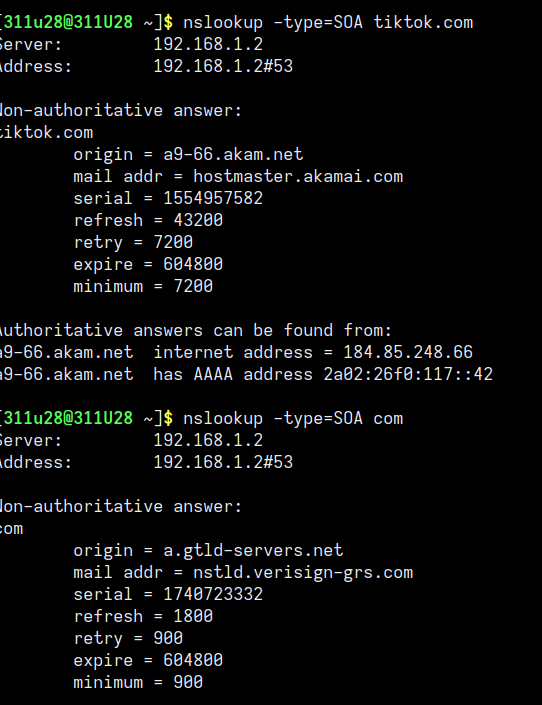 [311u28@311U28 ~]$ nslookup -type=SOA tiktok.com
Server:         192.168.1.2
Address:        192.168.1.2#53
Non-authoritative answer:
tiktok.com
        origin = a9-66.akam.net
        mail addr = hostmaster.akamai.com
        serial = 1554957582
        refresh = 43200
        retry = 7200
        expire = 604800
        minimum = 7200
Authoritative answers can be found from:
a9-66.akam.net  internet address = 184.85.248.66
a9-66.akam.net  has AAAA address 2a02:26f0:117::42
[311u28@311U28 ~]$ nslookup -type=SOA com
Server:         192.168.1.2
Address:        192.168.1.2#53
Non-authoritative answer:
com
        origin = a.gtld-servers.net
        mail addr = nstld.verisign-grs.com
        serial = 1740723332
        refresh = 1800
        retry = 900
        expire = 604800
        minimum = 900